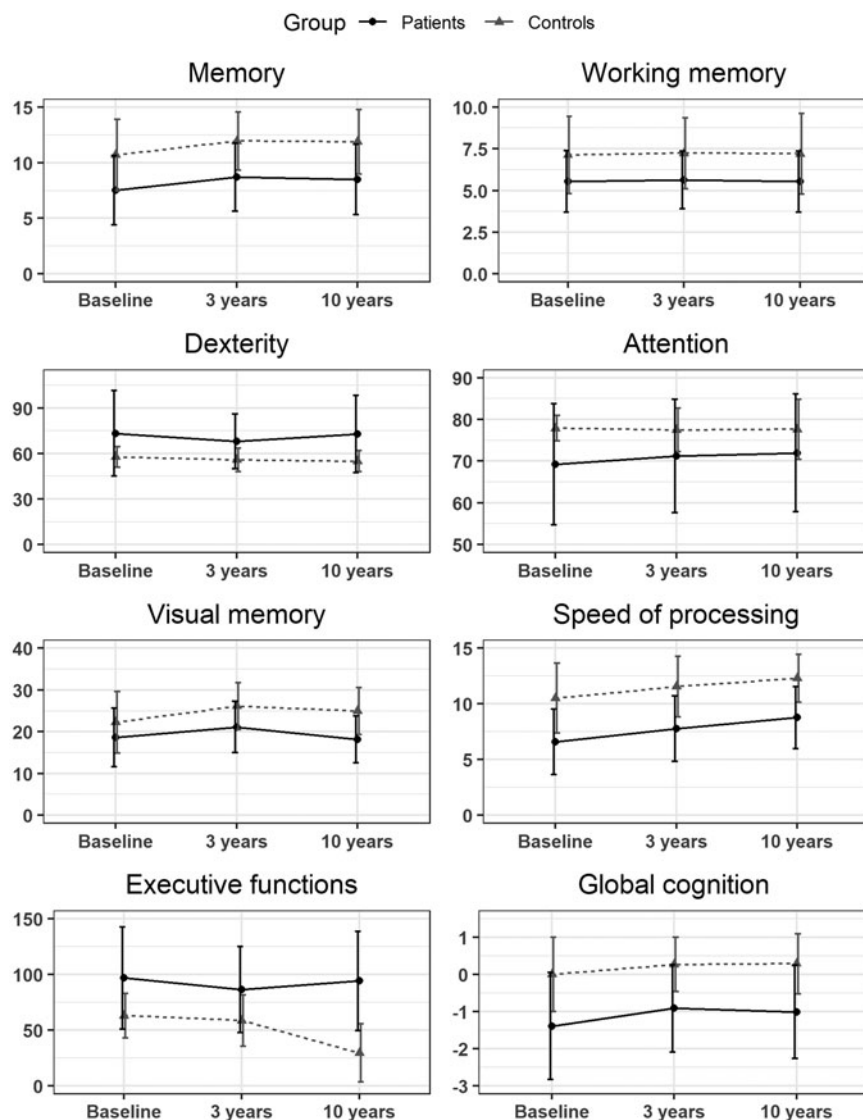 Group Patients Controls
Memory
15
10
5
0
Baseline 3 years 10 years
Working memory
10.0
7.5
5.0
2.5
0.0
Baseline 3 years 10 years
Dexterity
90
60
30
0
Baseline 3 years 10 years
Attention
90
80
70
60
50
Baseline 3 years 10 years
Visual memory
40
30
20
10
0
Baseline 3 years 10 years
Speed of processing
15
10
5
0
Baseline 3 years 10 years
Executive functions
150
100
50
0
Baseline 3 years 10 years
Global cognition
1
0
-1
-2
-3
Baseline 3 years 10 years